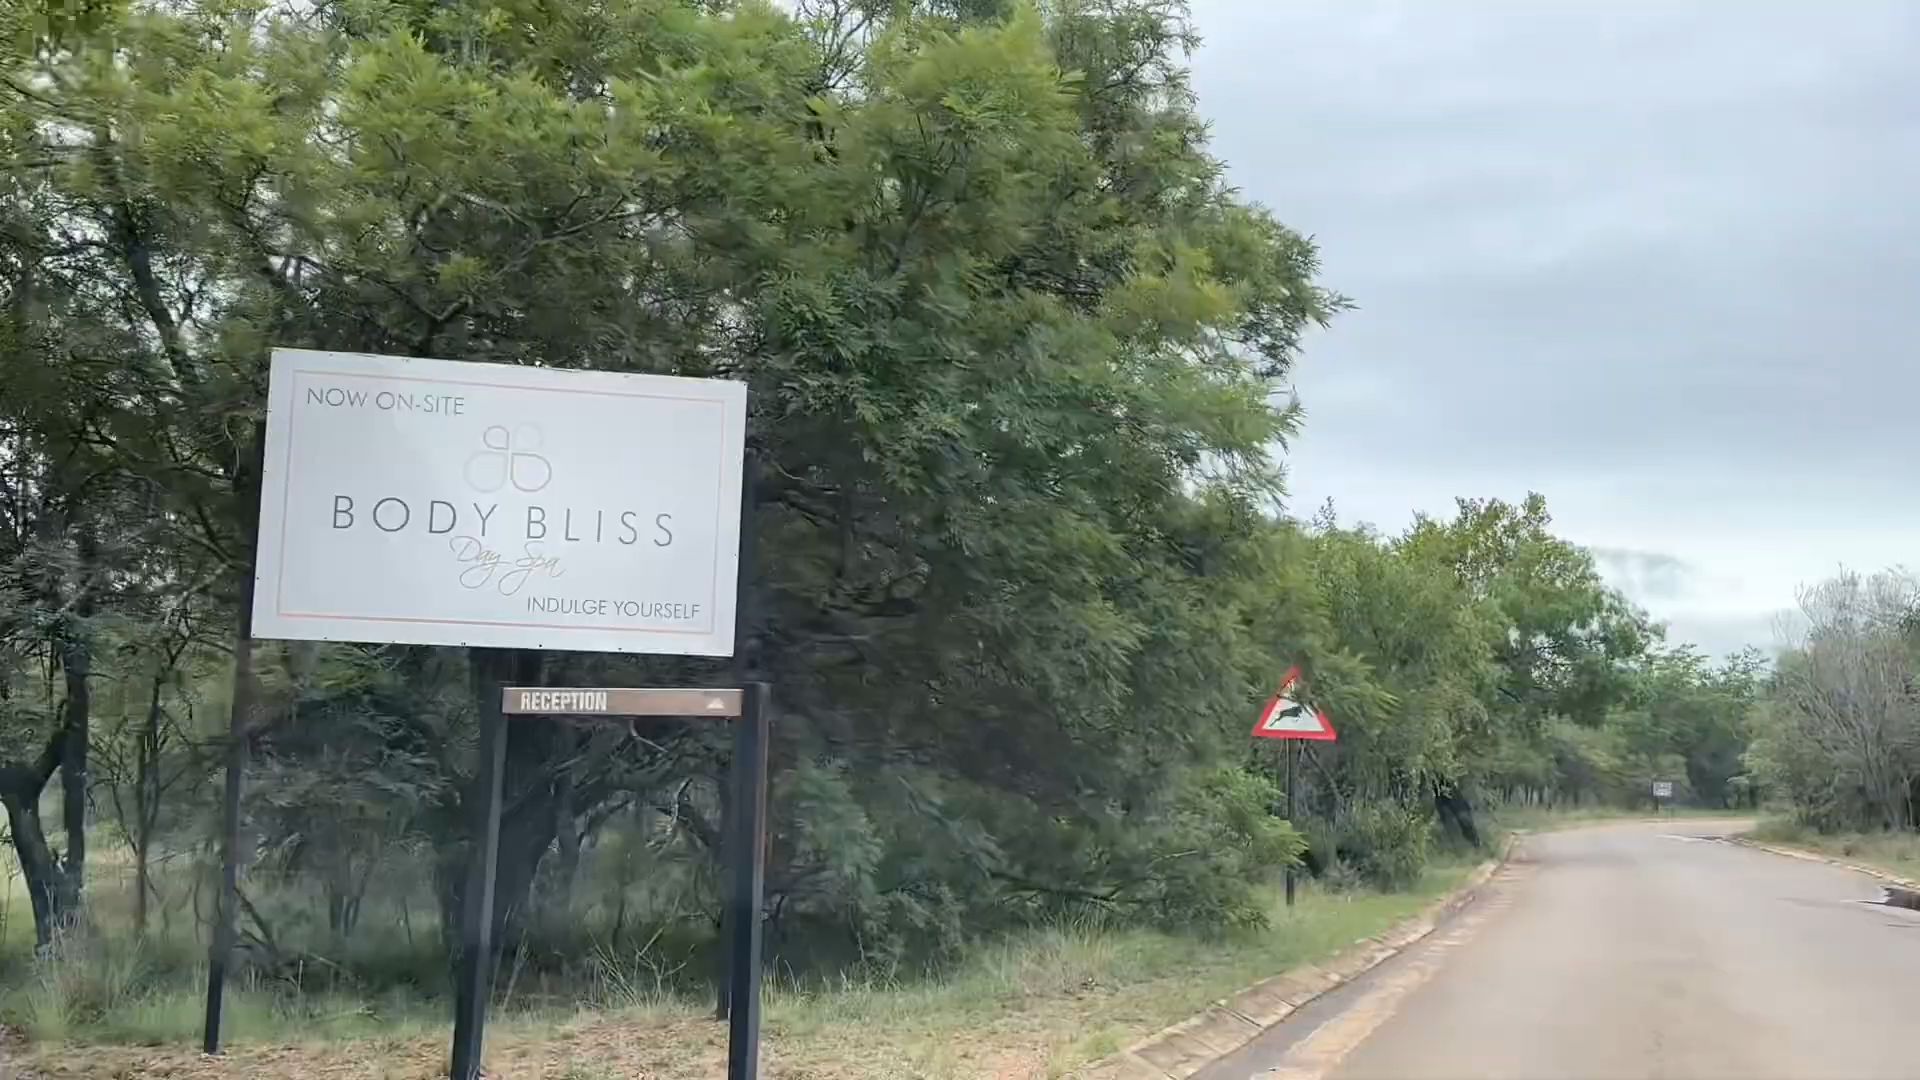 NOW ON-SITE
BODY BLISS
Day Spa
INDULGE YOURSELF
RECEPTION